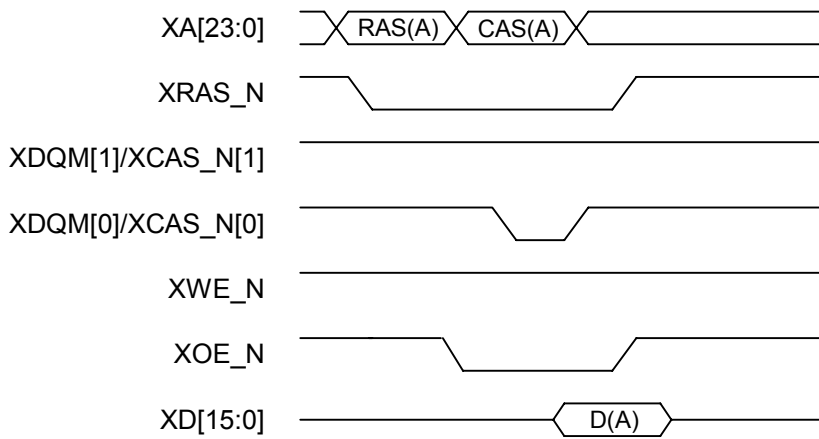 XA[23:0] RAS(A) CAS(A)
XRAS_N
XDQM[1]/XCAS_N[1]
XDQM[0]/XCAS_N[0]
XWE_N
XOE_N
XD[15:0] D(A)